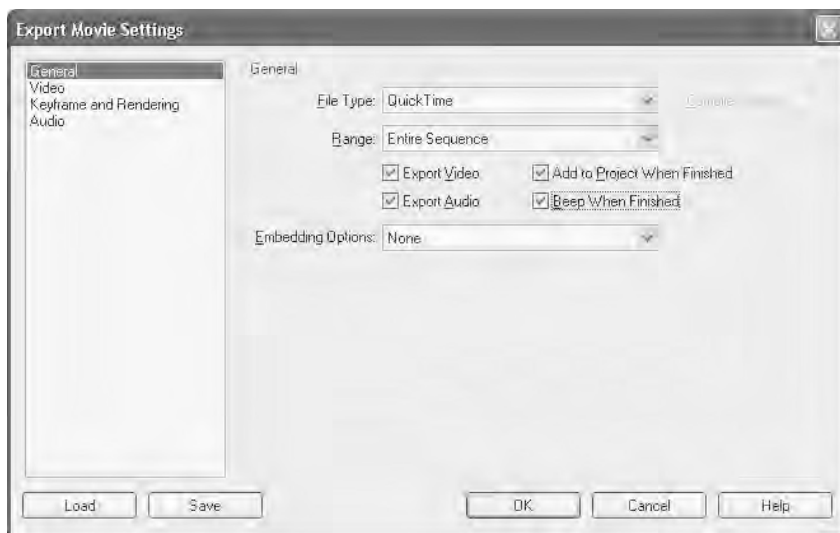 Export Movie Settings
General
Video
Keyframe and Rendering
Audio
General
File Type: QuickTime
Range: Entire Sequence
Export Video
Add to Project When Finished
Export Audio
Beep When Finished
Embedding Options: None
Load
Save
OK
Cancel
Help